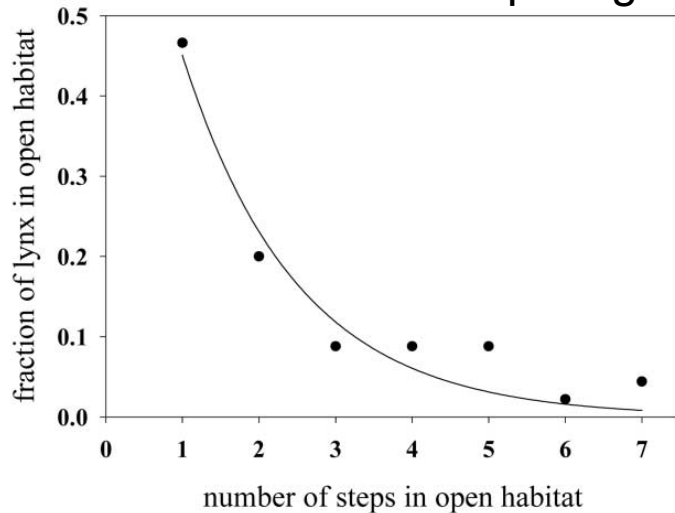 0.5
0.4
0.3
0.2
0.1
0.0
fraction of lynx in open habitat
0 1 2 3 4 5 6 7
number of steps in open habitat